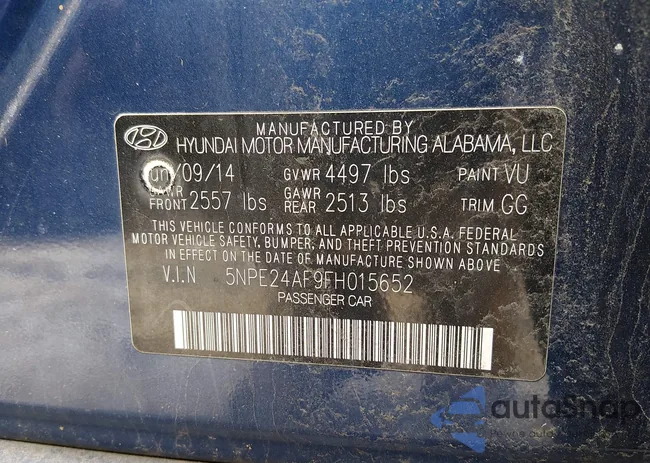 MANUFACTURED BY
HYUNDAI MOTOR MANUFACTURING ALABAMA, LLC
Jun/09/14 GVWR 4497 lbs PAINT VU
GAWR FRONT 2557 lbs GAWR REAR 2513 lbs TRIM GG
THIS VEHICLE CONFORMS TO ALL APPLICABLE U.S.A. FEDERAL
MOTOR VEHICLE SAFETY, BUMPER, AND THEFT PREVENTION STANDARDS
IN EFFECT ON THE DATE OF MANUFACTURE SHOWN ABOVE
V.I.N 5NPE24AF9FH015652
PASSENGER CAR
autoSnap